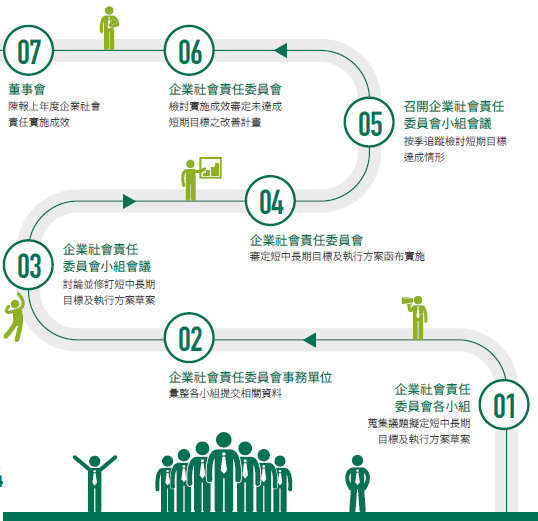 07
董事會
陳報上年度企業社會
責任實施成效
06
企業社會責任委員會
檢討實施成效審定未達成
短期目標之改善計畫
05
召開企業社會責任
委員會小組會議
按季追蹤檢討短期目標
達成情形
04
企業社會責任委員會
審定短中長期目標及執行方案函布實施
03
企業社會責任
委員會小組會議
討論並修訂短中長期
目標及執行方案草案
02
企業社會責任委員會事務單位
彙整各小組提交相關資料
01
企業社會責任
委員會各小組
蒐集議題擬定短中長期
目標及執行方案草案